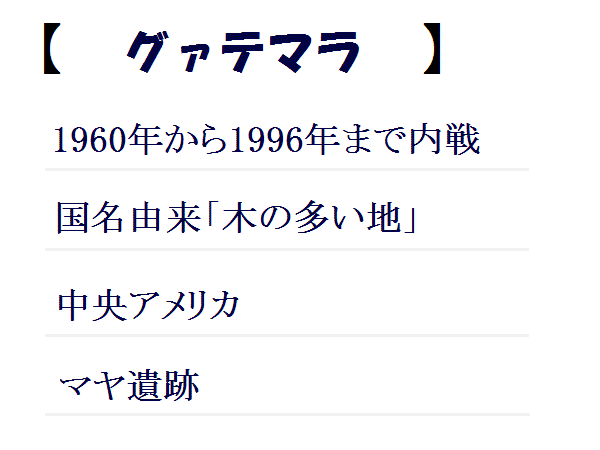 【 グァテマラ 】
1960年から1996年まで内戦
国名由来「木の多い地」
中央アメリカ
マヤ遺跡